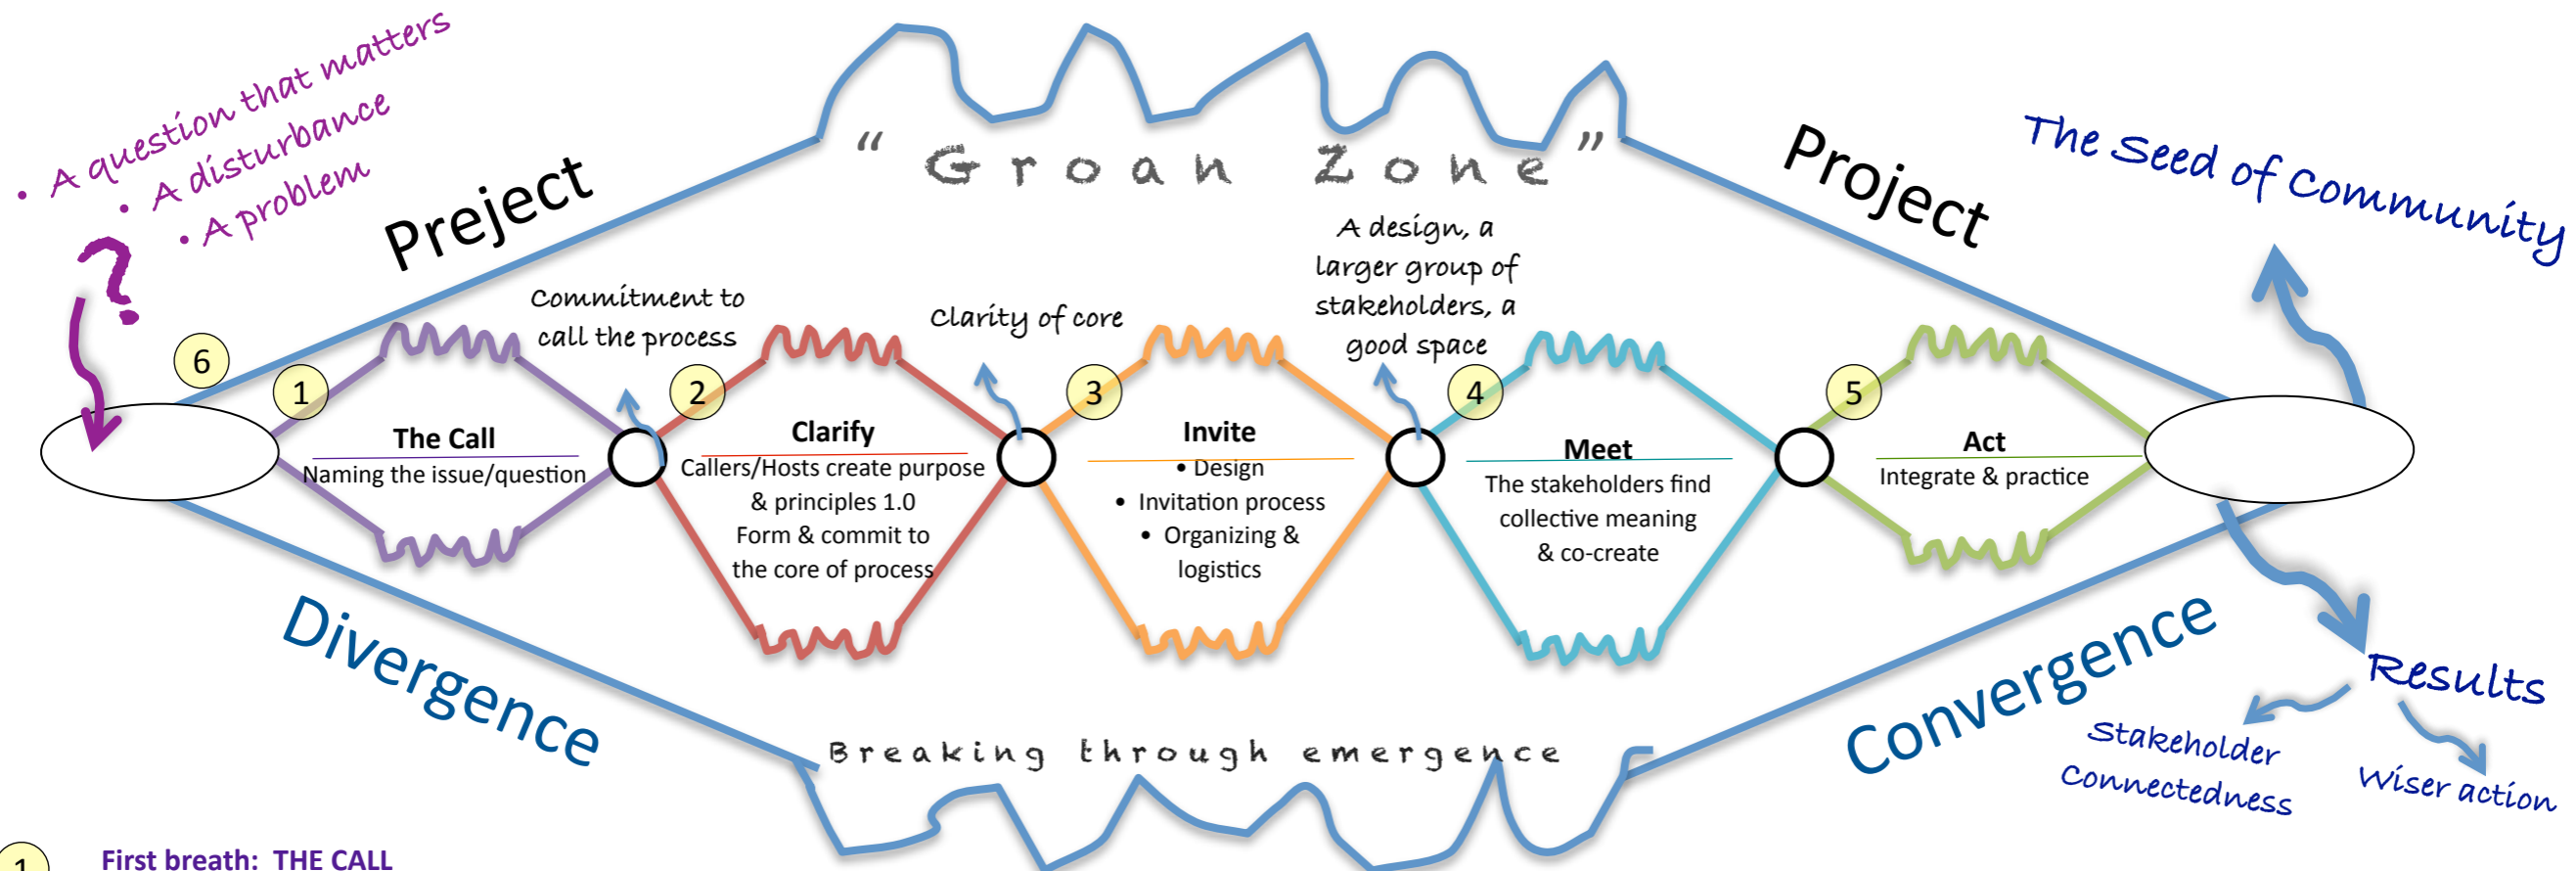 • A question that matters
• A disturbance
• A problem
?
Preject
“ Groan Zone ”
Project
The Seed of Community
Commitment to
call the process
Clarity of core
A design, a
larger group of
stakeholders, a
good space
6
1
2
3
4
5
The Call
Naming the issue/question
Clarify
Callers/Hosts create purpose
& principles 1.0
Form & commit to
the core of process
Invite
• Design
• Invitation process
• Organizing &
logistics
Meet
The stakeholders find
collective meaning
& co-create
Act
Integrate & practice
Divergence
Breaking through emergence
Convergence
Results
Stakeholder
Connectedness
Wiser action
1
First breath: THE CALL